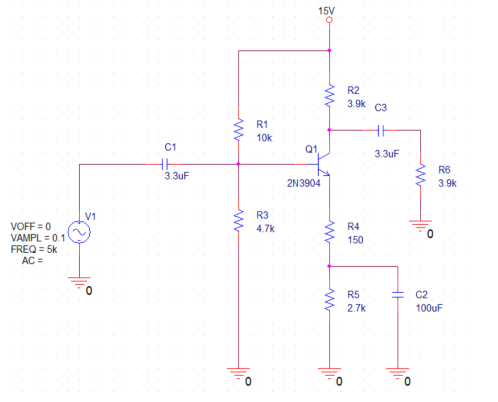 15V
R2
3.9k
C3
3.3uF
R1
10k
Q1
2N3904
C1
3.3uF
R6
3.9k
0
V1
VOFF = 0
VAMPL = 0.1
FREQ = 5k
AC =
0
R3
4.7k
R4
150
R5
2.7k
C2
100uF
0
0
0